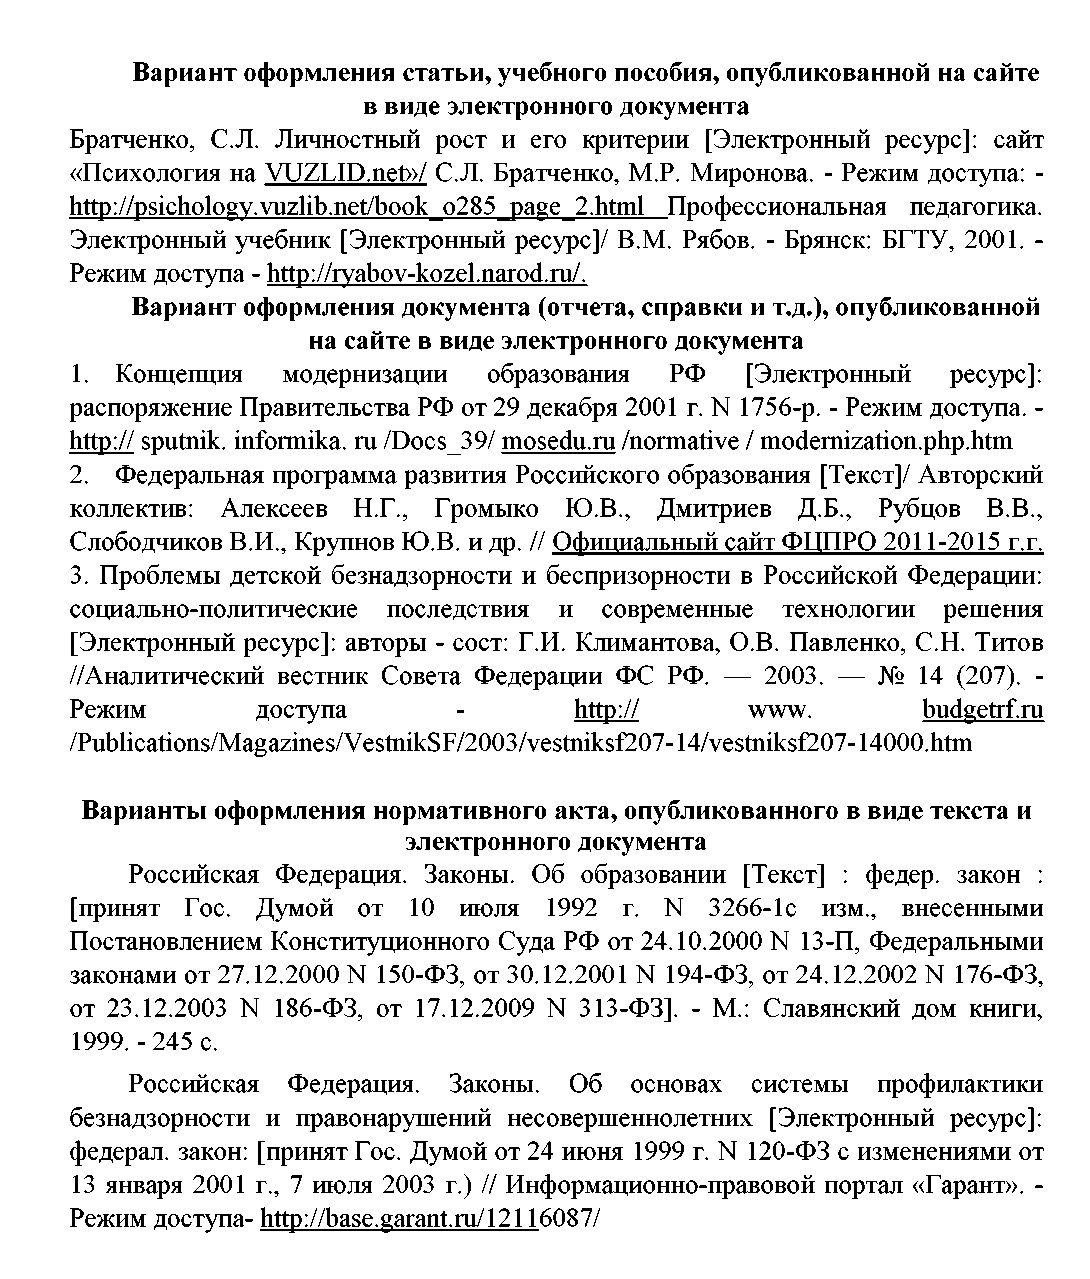 Вариант оформления статьи, учебного пособия, опубликованной на сайте
в виде электронного документа
Братченко, С.Л. Личностный рост и его критерии [Электронный ресурс]: сайт
«Психология на VUZLID.net»/ С.Л. Братченко, М.Р. Миронова. - Режим доступа: -
http://psichology.vuzlib.net/book_o285_page_2.html Профессиональная педагогика.
Электронный учебник [Электронный ресурс]/ В.М. Рябов. - Брянск: БГТУ, 2001. -
Режим доступа - http://ryabov-kozel.narod.ru/.
Вариант оформления документа (отчета, справки и т.д.), опубликованной
на сайте в виде электронного документа
1. Концепция модернизации образования РФ [Электронный ресурс]:
распоряжение Правительства РФ от 29 декабря 2001 г. N 1756-р. - Режим доступа. -
http:// sputnik. informika. ru /Docs_39/ mosedu.ru /normative / modernization.php.htm
2. Федеральная программа развития Российского образования [Текст]/ Авторский
коллектив: Алексеев Н.Г., Громыко Ю.В., Дмитриев Д.Б., Рубцов В.В.,
Слободчиков В.И., Крупнов Ю.В. и др. // Официальный сайт ФЦПРО 2011-2015 г.г.
3. Проблемы детской безнадзорности и беспризорности в Российской Федерации:
социально-политические последствия и современные технологии решения
[Электронный ресурс]: авторы - сост: Г.И. Климантова, О.В. Павленко, С.Н. Титов
//Аналитический вестник Совета Федерации ФС РФ. — 2003. — № 14 (207). -
Режим доступа - http:// www. budgetrf.ru
/Publications/Magazines/VestnikSF/2003/vestniksf207-14/vestniksf207-14000.htm
Варианты оформления нормативного акта, опубликованного в виде текста и
электронного документа
Российская Федерация. Законы. Об образовании [Текст] : федер. закон :
[принят Гос. Думой от 10 июля 1992 г. N 3266-1с изм., внесенными
Постановлением Конституционного Суда РФ от 24.10.2000 N 13-П, Федеральными
законами от 27.12.2000 N 150-ФЗ, от 30.12.2001 N 194-ФЗ, от 24.12.2002 N 176-ФЗ,
от 23.12.2003 N 186-ФЗ, от 17.12.2009 N 313-ФЗ]. - М.: Славянский дом книги,
1999. - 245 с.
Российская Федерация. Законы. Об основах системы профилактики
безнадзорности и правонарушений несовершеннолетних [Электронный ресурс]:
федерал. закон: [принят Гос. Думой от 24 июня 1999 г. N 120-ФЗ с изменениями от
13 января 2001 г., 7 июля 2003 г.) // Информационно-правовой портал «Гарант». -
Режим доступа- http://base.garant.ru/12116087/